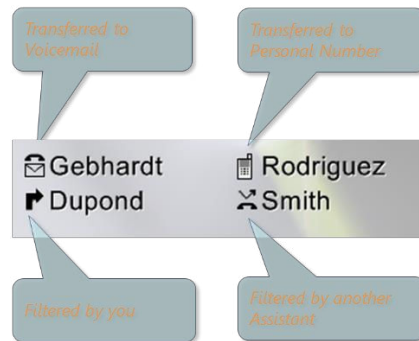 Transferred to
Voicemail
Transferred to
Personal Number
Gebhardt
Rodriguez
Dupond
Smith
Filtered by you
Filtered by another
Assistant